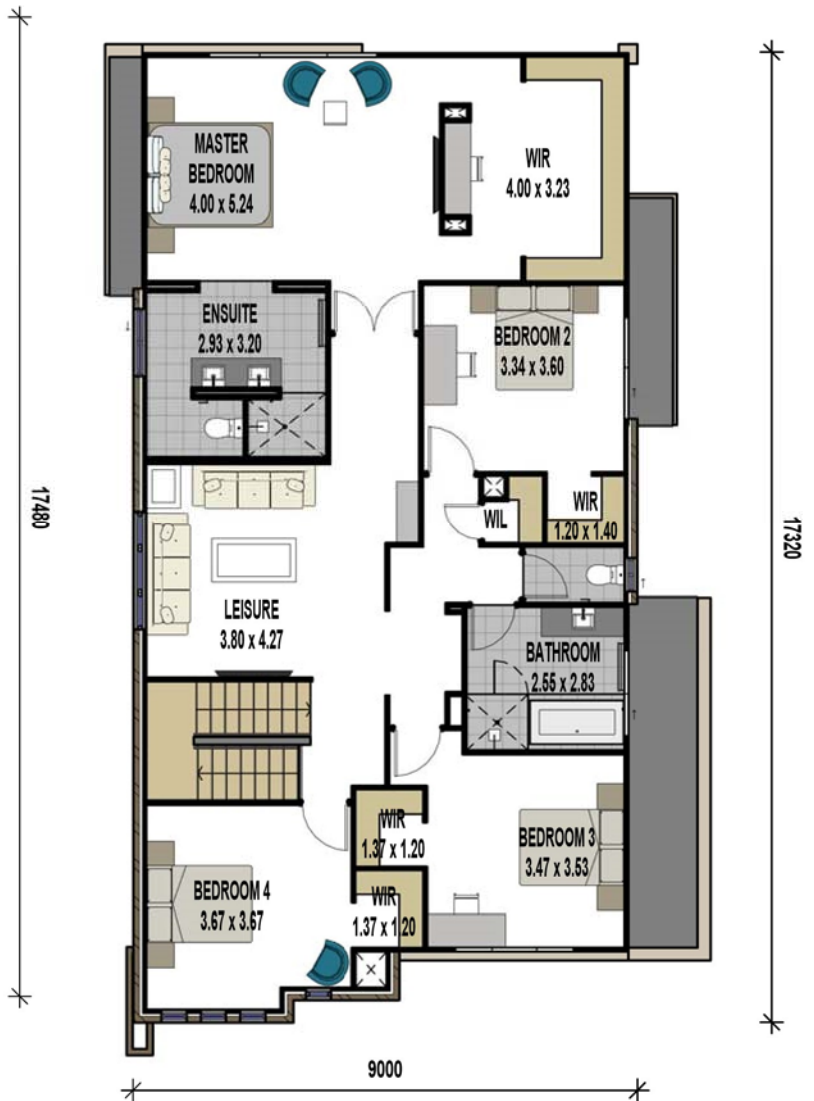 MASTER
BEDROOM
4.00 x 5.24
WIR
4.00 x 3.23
ENSUITE
2.93 x 3.20
BEDROOM 2
3.34 x 3.60
WIL
WIR
1.20 x 1.40
17480
17320
LEISURE
3.80 x 4.27
BATHROOM
2.55 x 2.83
WIR
1.37 x 1.20
BEDROOM 3
3.47 x 3.53
BEDROOM 4
3.67 x 3.67
WIR
1.37 x 1.20
9000